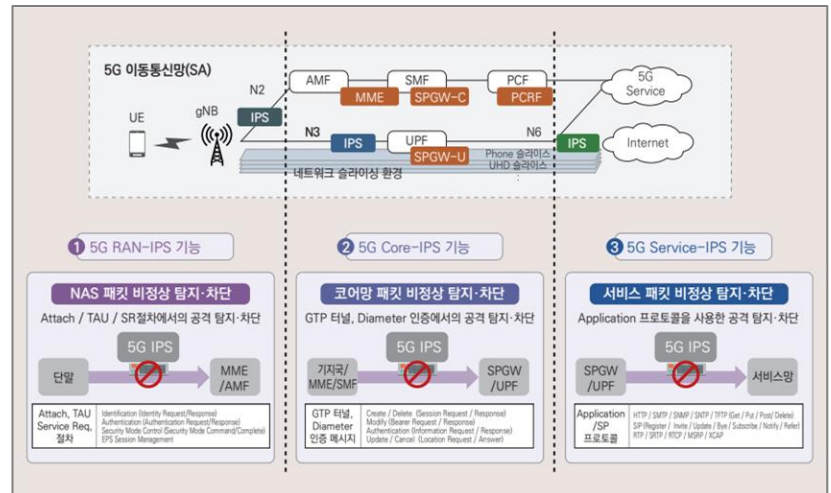 5G 이동통신망(SA)
N2
AMF
SMF
PCF
5G
Service
MME
SPGW-C
PCRF
UE
gNB
IPS
N3
IPS
UPF
SPGW-U
N6
IPS
Internet
Phone 슬라이스
UHD 슬라이스
:
네트워크 슬라이싱 환경
1 5G RAN-IPS 기능
2 5G Core-IPS 기능
3 5G Service-IPS 기능
NAS 패킷 비정상 탐지·차단
Attach / TAU / SR절차에서의 공격 탐지·차단
5G IPS
단말
MME
/AMF
Attach, TAU
Service Req,
절차
Identification (Identity Request/Response)
Authentication (Authentication Request/Response)
Security Mode Control (Security Mode Command/Complete)
EPS Session Management
코어망 패킷 비정상 탐지·차단
GTP 터널, Diameter 인증에서의 공격 탐지·차단
5G IPS
기지국/
MME/SMF
SPGW
/UPF
GTP 터널,
Diameter
인증 메시지
Create / Delete (Session Request / Response)
Modify (Bearer Request / Response)
Authentication (Information Request / Response)
Update / Cancel (Location Request / Answer)
서비스 패킷 비정상 탐지·차단
Application 프로토콜을 사용한 공격 탐지·차단
5G IPS
SPGW
/UPF
서비스망
Application
/SP
프로토콜
HTTP / SMTP / SNMP / SNTP / TFTP (Get / Put / Post/ Delete)
SIP (Register / Invite / Update / Bye / Subscribe / Notify / Refer)
RTP / SRTP / RTCP / MSRP / XCAP